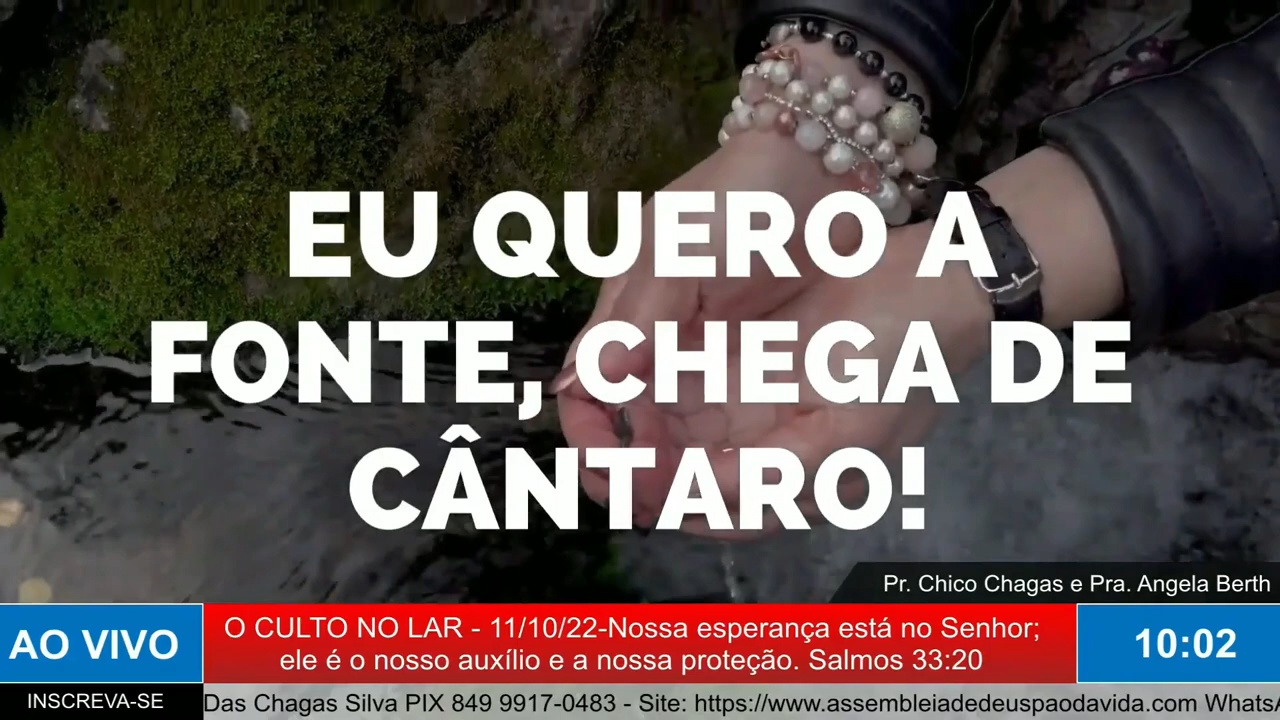 EU QUERO A
FONTE, CHEGA DE
CÂNTARO!
Pr. Chico Chagas e Pra. Angela Berth
AO VIVO
O CULTO NO LAR - 11/10/22-Nossa esperança está no Senhor;
ele é o nosso auxílio e a nossa proteção. Salmos 33:20
10:02
INSCREVA-SE
Das Chagas Silva PIX 849 9917-0483 - Site: https://www.assembleiadedeuspaodavida.com Whats